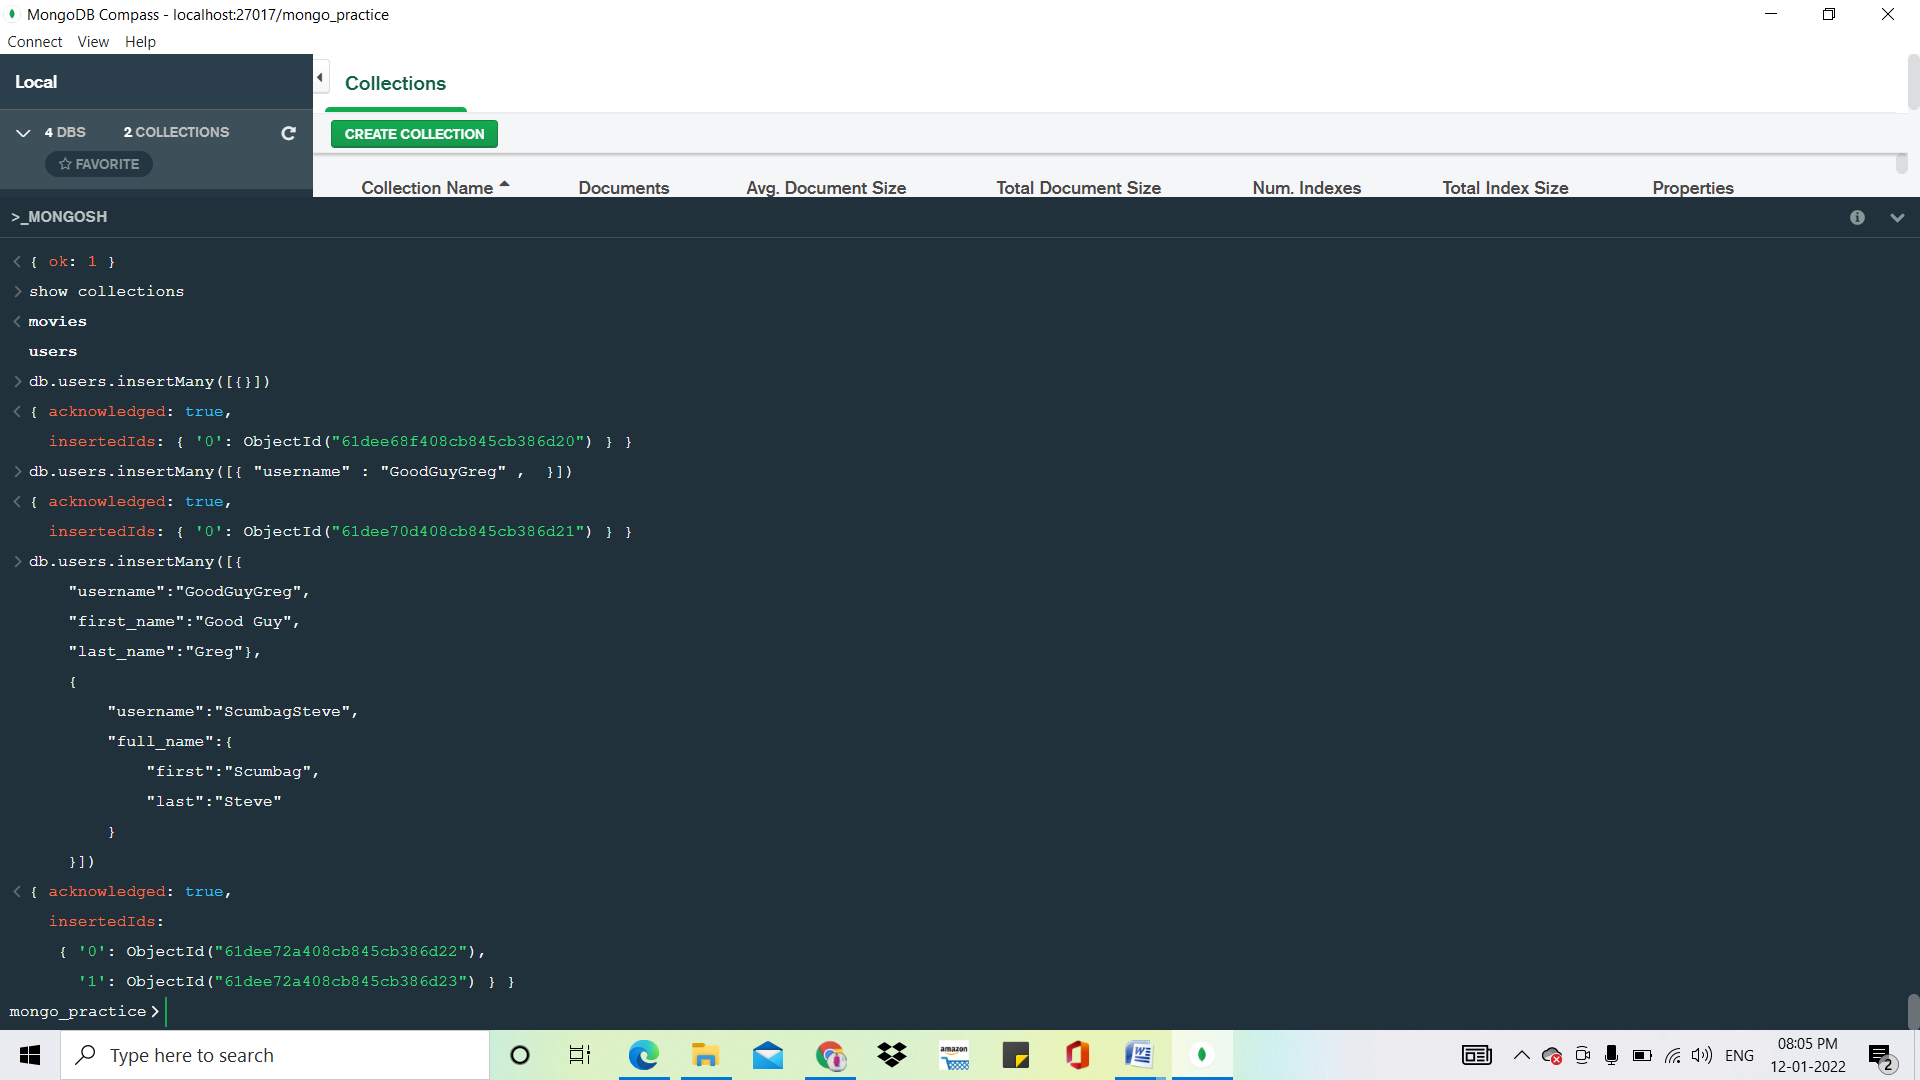 MongoDB Compass - localhost:27017/mongo_practice
Connect View Help
Local
Collections
4 DBS 2 COLLECTIONS
FAVORITE
CREATE COLLECTION
Collection Name Documents Avg. Document Size Total Document Size Num. Indexes Total Index Size Properties
>_MONGOSH
< { ok: 1 }
> show collections
< movies
users
> db.users.insertMany([{}])
< { acknowledged: true,
insertedIds: { '0': ObjectId("61dee68f408cb845cb386d20") } }
> db.users.insertMany([{ "username" : "GoodGuyGreg" ,  }])
< { acknowledged: true,
insertedIds: { '0': ObjectId("61dee70d408cb845cb386d21") } }
> db.users.insertMany([{
"username":"GoodGuyGreg",
"first_name":"Good Guy",
"last_name":"Greg"},
{
"username":"ScumbagSteve",
"full_name":{
"first":"Scumbag",
"last":"Steve"
}
}])
< { acknowledged: true,
insertedIds:
{ '0': ObjectId("61dee72a408cb845cb386d22"),
'1': ObjectId("61dee72a408cb845cb386d23") } }
mongo_practice >
Type here to search
amazon
ENG
08:05 PM
12-01-2022
2